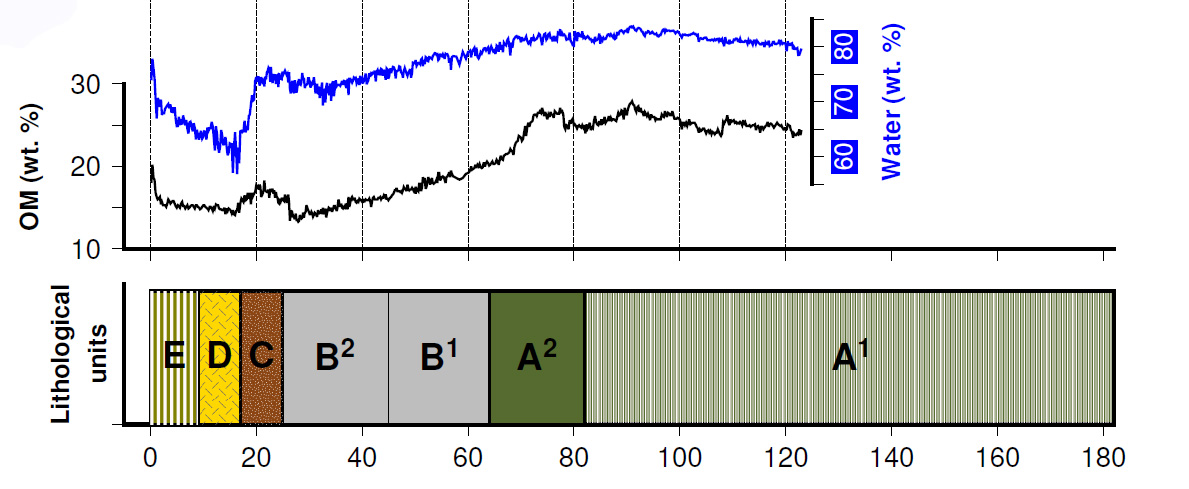 OM (wt. %)
30
20
10
80
70
60
Water (wt. %)
Lithological
units
E D C B² B¹ A² A¹
0 20 40 60 80 100 120 140 160 180